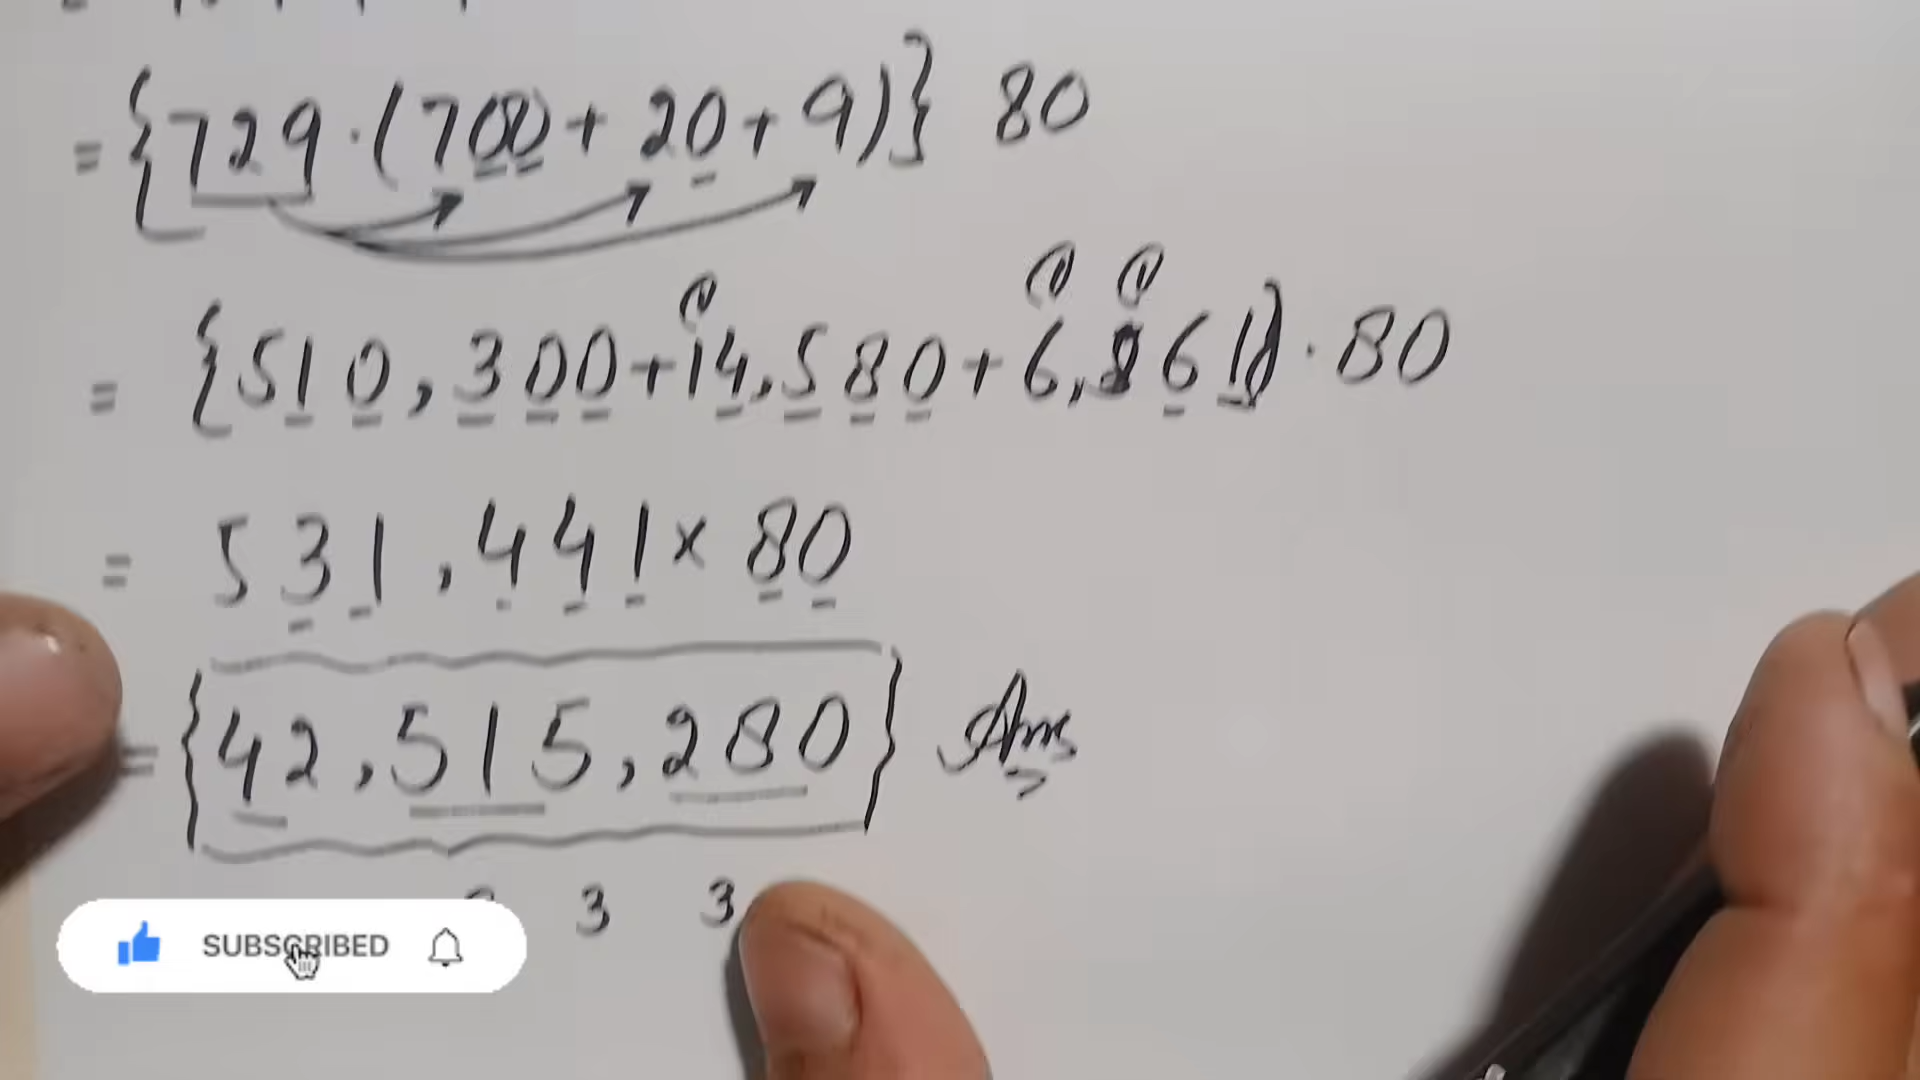 = {729 · (700 + 20 + 9)} 80
= {510,300 + 14,580 + 6,561} · 80
= 531,441 × 80
= {42,515,280} Ans
3 3
SUBSCRIBED